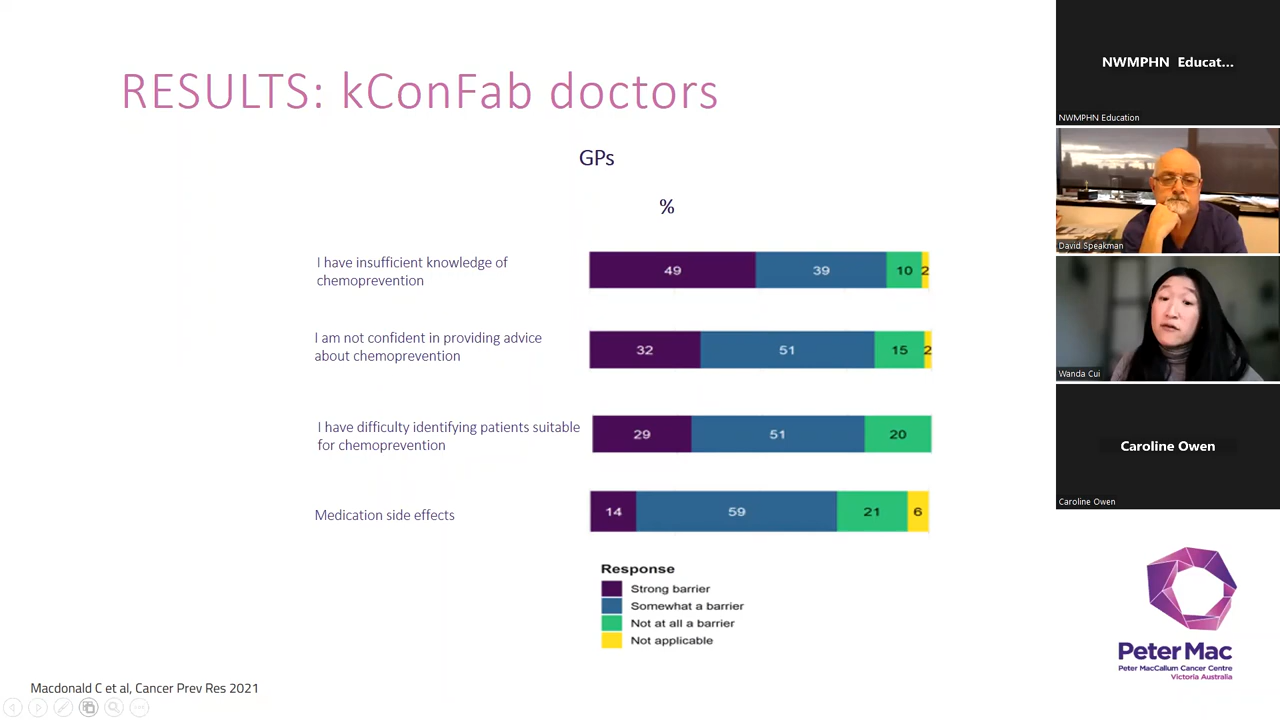 RESULTS: kConFab doctors
GPs
%
I have insufficient knowledge of
chemoprevention
49 39 10 2
I am not confident in providing advice
about chemoprevention
32 51 15 2
I have difficulty identifying patients suitable
for chemoprevention
29 51 20
Medication side effects
14 59 21 6
Response
Strong barrier
Somewhat a barrier
Not at all a barrier
Not applicable
Macdonald C et al, Cancer Prev Res 2021
NWMPHN Educat...
NWMPHN Education
David Speakman
Wanda Cui
Caroline Owen
Caroline Owen
Peter Mac
Peter MacCallum Cancer Centre
Victoria Australia